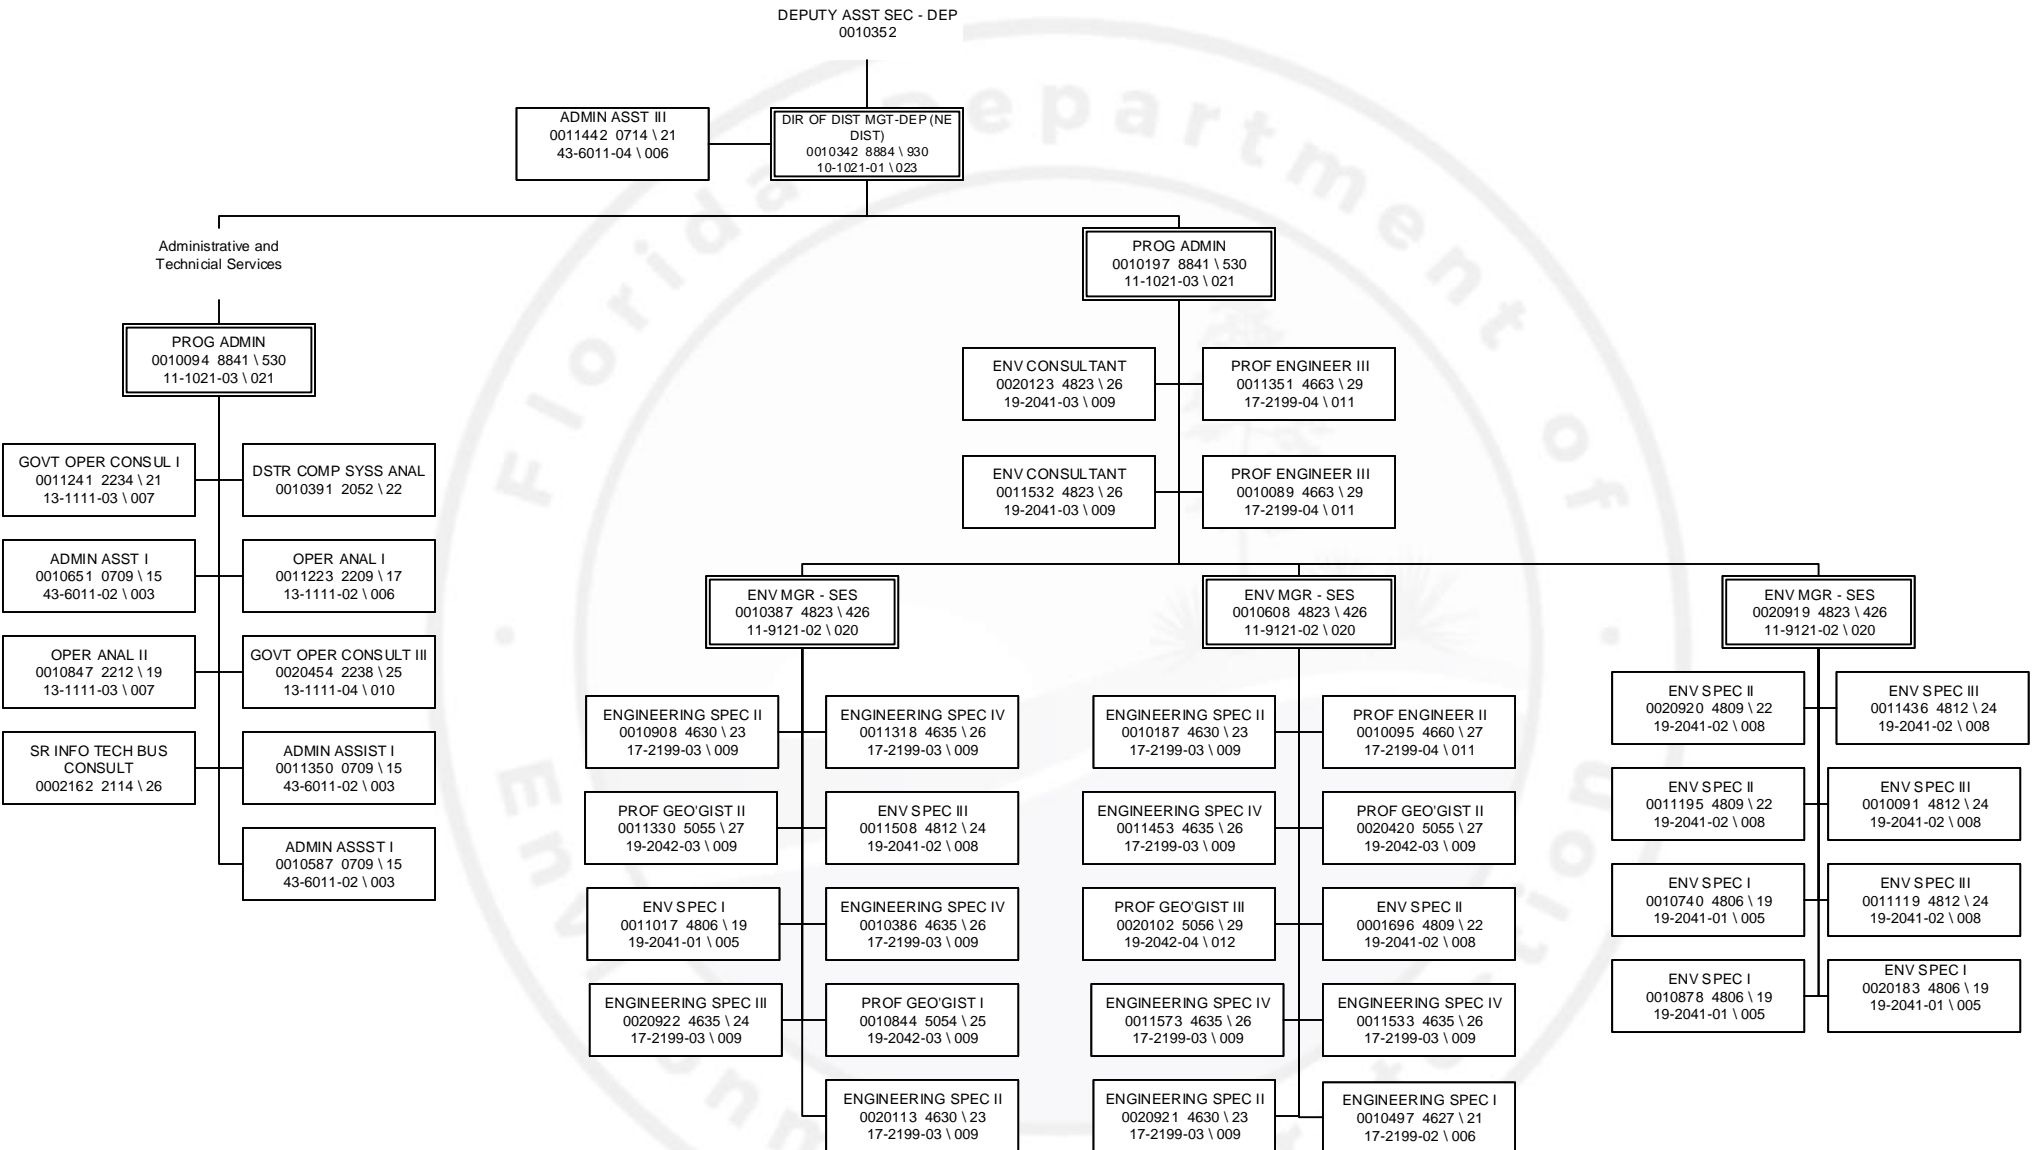 DEPUTY ASST SEC - DEP
0010352
ADMIN ASST III
0011442 0714 \ 21
43-6011-04 \ 006
DIR OF DIST MGT-DEP (NE
DIST)
0010342 8884 \ 930
10-1021-01 \ 023
Administrative and
Technicial Services
PROG ADMIN
0010094 8841 \ 530
11-1021-03 \ 021
GOVT OPER CONSUL I
0011241 2234 \ 21
13-1111-03 \ 007
DSTR COMP SYSS ANAL
0010391 2052 \ 22
ADMIN ASST I
0010651 0709 \ 15
43-6011-02 \ 003
OPER ANAL I
0011223 2209 \ 17
13-1111-02 \ 006
OPER ANAL II
0010847 2212 \ 19
13-1111-03 \ 007
GOVT OPER CONSULT III
0020454 2238 \ 25
13-1111-04 \ 010
SR INFO TECH BUS
CONSULT
0002162 2114 \ 26
ADMIN ASSIST I
0011350 0709 \ 15
43-6011-02 \ 003
ADMIN ASSST I
0010587 0709 \ 15
43-6011-02 \ 003
PROG ADMIN
0010197 8841 \ 530
11-1021-03 \ 021
ENV CONSULTANT
0020123 4823 \ 26
19-2041-03 \ 009
PROF ENGINEER III
0011351 4663 \ 29
17-2199-04 \ 011
ENV CONSULTANT
0011532 4823 \ 26
19-2041-03 \ 009
PROF ENGINEER III
0010089 4663 \ 29
17-2199-04 \ 011
ENV MGR - SES
0010387 4823 \ 426
11-9121-02 \ 020
ENGINEERING SPEC II
0010908 4630 \ 23
17-2199-03 \ 009
ENGINEERING SPEC IV
0011318 4635 \ 26
17-2199-03 \ 009
PROF GEO'GIST II
0011330 5055 \ 27
19-2042-03 \ 009
ENV SPEC III
0011508 4812 \ 24
19-2041-02 \ 008
ENV SPEC I
0011017 4806 \ 19
19-2041-01 \ 005
ENGINEERING SPEC IV
0010386 4635 \ 26
17-2199-03 \ 009
ENGINEERING SPEC III
0020922 4635 \ 24
17-2199-03 \ 009
PROF GEO'GIST I
0010844 5054 \ 25
19-2042-03 \ 009
ENGINEERING SPEC II
0020113 4630 \ 23
17-2199-03 \ 009
ENV MGR - SES
0010608 4823 \ 426
11-9121-02 \ 020
ENGINEERING SPEC II
0010187 4630 \ 23
17-2199-03 \ 009
PROF ENGINEER II
0010095 4660 \ 27
17-2199-04 \ 011
ENGINEERING SPEC IV
0011453 4635 \ 26
17-2199-03 \ 009
PROF GEO'GIST II
0020420 5055 \ 27
19-2042-03 \ 009
PROF GEO'GIST III
0020102 5056 \ 29
19-2042-04 \ 012
ENV SPEC II
0001696 4809 \ 22
19-2041-02 \ 008
ENGINEERING SPEC IV
0011573 4635 \ 26
17-2199-03 \ 009
ENGINEERING SPEC IV
0011533 4635 \ 26
17-2199-03 \ 009
ENGINEERING SPEC II
0020921 4630 \ 23
17-2199-03 \ 009
ENGINEERING SPEC I
0010497 4627 \ 21
17-2199-02 \ 006
ENV MGR - SES
0020919 4823 \ 426
11-9121-02 \ 020
ENV SPEC II
0020920 4809 \ 22
19-2041-02 \ 008
ENV SPEC III
0011436 4812 \ 24
19-2041-02 \ 008
ENV SPEC II
0011195 4809 \ 22
19-2041-02 \ 008
ENV SPEC III
0010091 4812 \ 24
19-2041-02 \ 008
ENV SPEC I
0010740 4806 \ 19
19-2041-01 \ 005
ENV SPEC III
0011119 4812 \ 24
19-2041-02 \ 008
ENV SPEC I
0010878 4806 \ 19
19-2041-01 \ 005
ENV SPEC I
0020183 4806 \ 19
19-2041-01 \ 005
Florida Department of